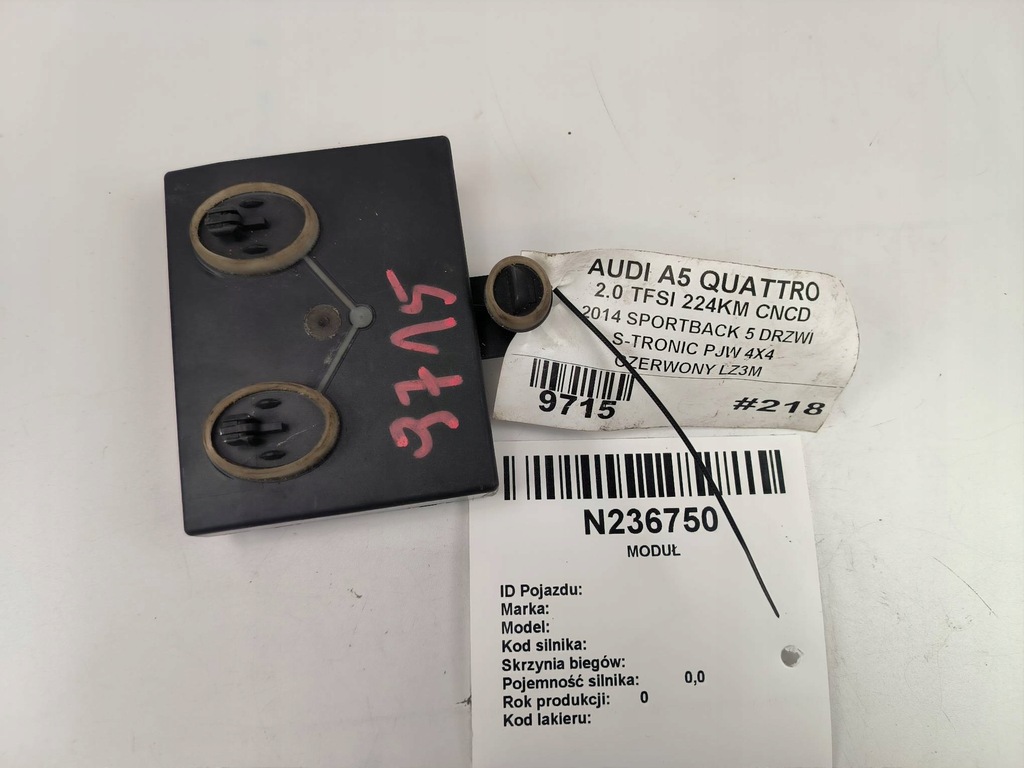 9715
AUDI A5 QUATTRO
2.0 TFSI 224KM CNCD
2014 SPORTBACK 5 DRZWI
S-TRONIC PJW 4X4
CZERWONY LZ3M
9715
#218
N236750
MODUŁ
ID Pojazdu:
Marka:
Model:
Kod silnika:
Skrzynia biegów:
Pojemność silnika: 0,0
Rok produkcji: 0
Kod lakieru: